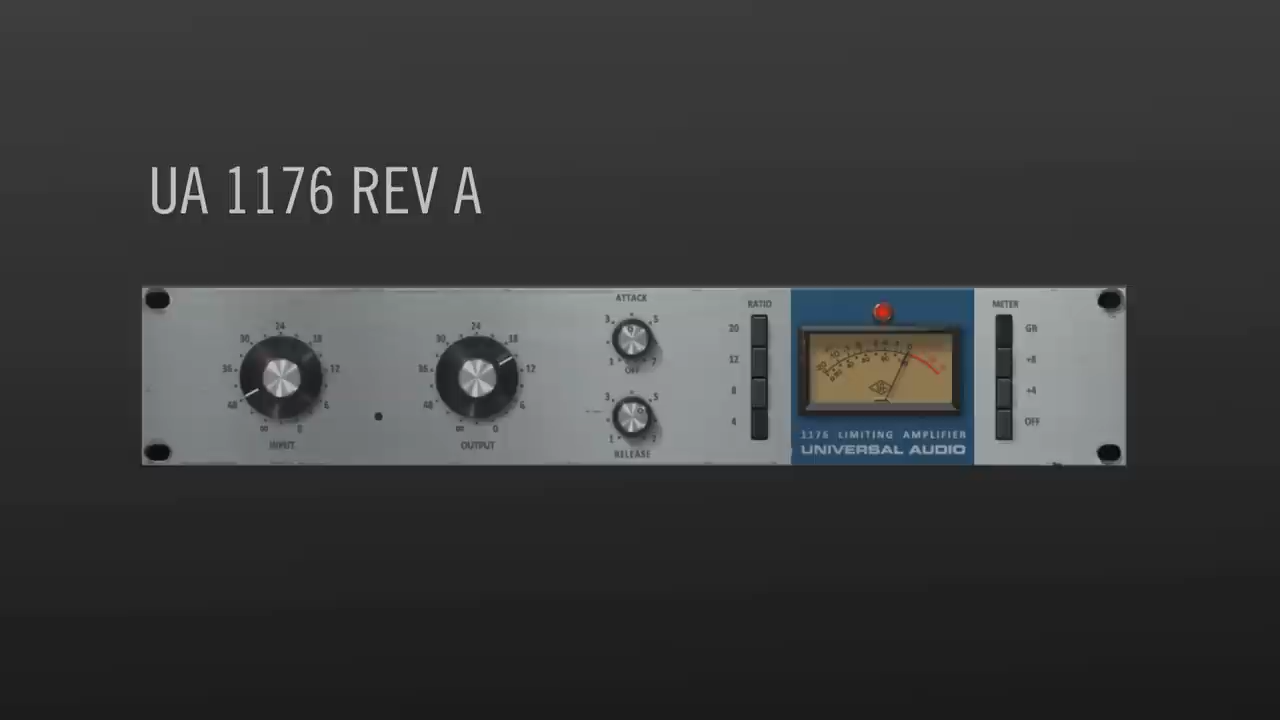 UA 1176 REV A
ATTACK
3 5
1 7
OFF
24
30 18
36 12
48 6
∞ 0
INPUT
24
30 18
36 12
48 6
∞ 0
OUTPUT
3 5
1 7
RELEASE
RATIO
20
12
8
4
1176 LIMITING AMPLIFIER
UNIVERSAL AUDIO
METER
GR
+8
+4
OFF